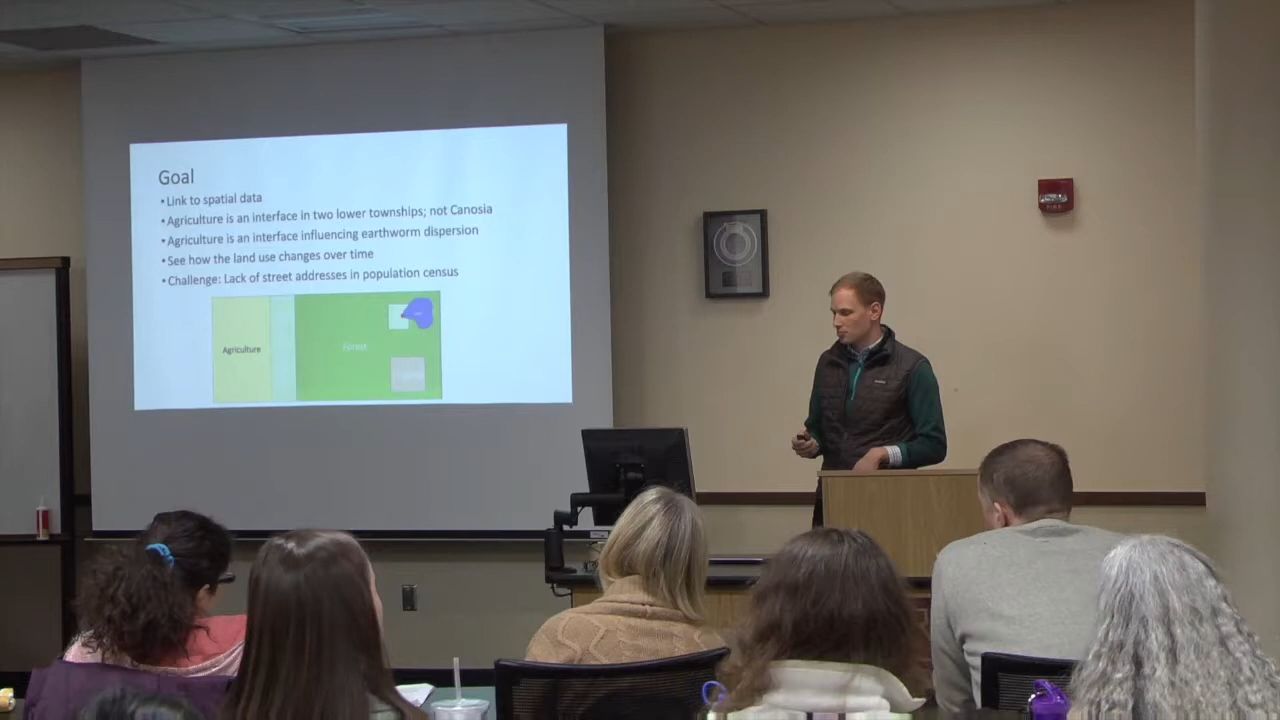 Goal
• Link to spatial data
• Agriculture is an interface in two lower townships; not Canosia
• Agriculture is an interface influencing earthworm dispersion
• See how the land use changes over time
• Challenge: Lack of street addresses in population census
Agriculture
Forest